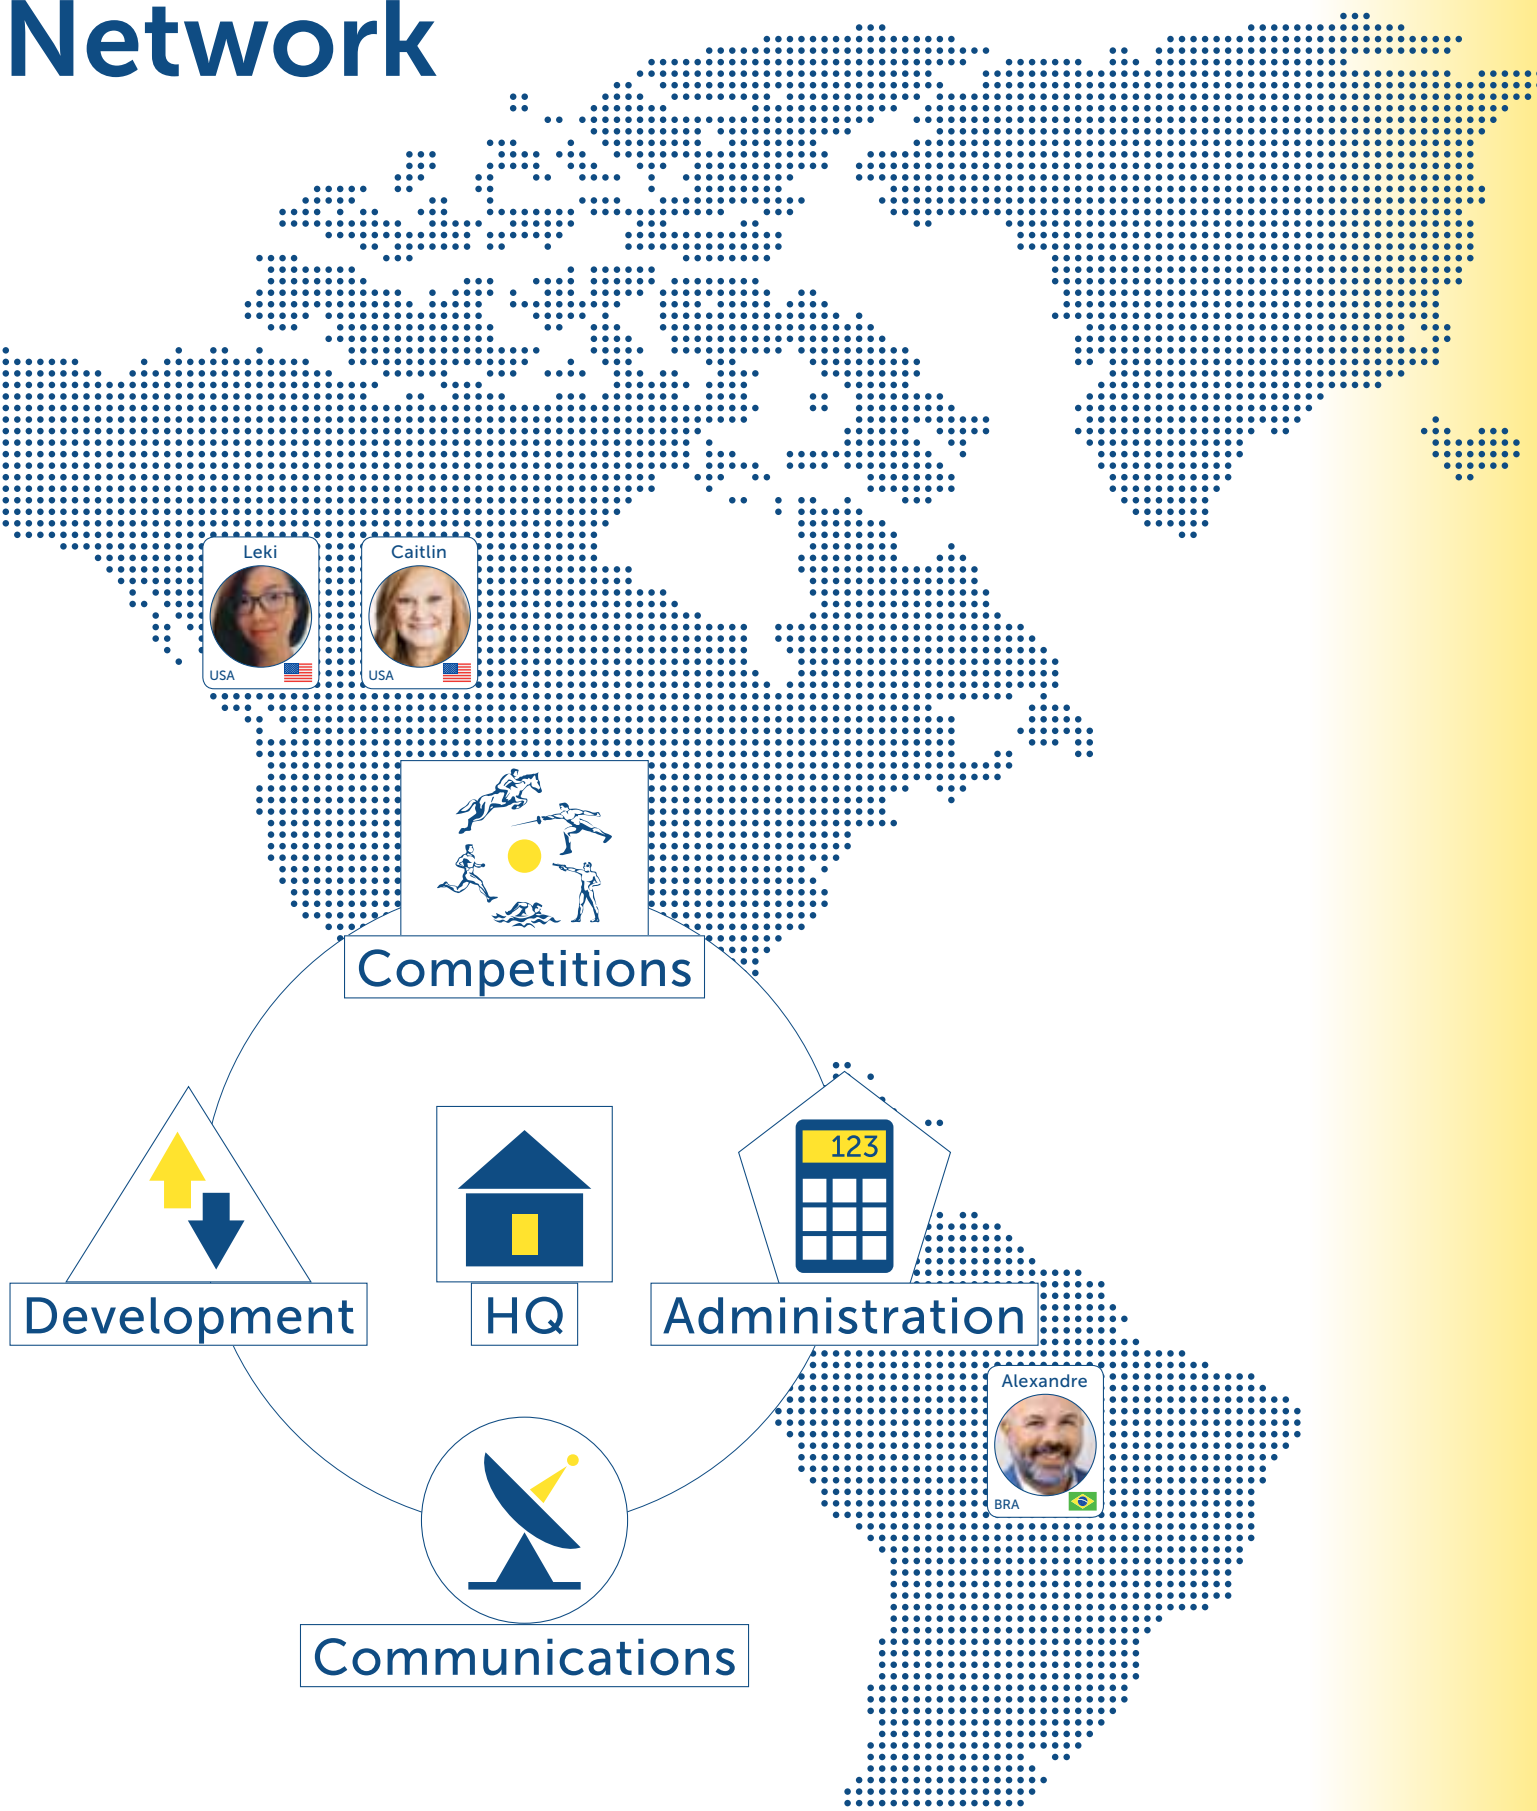 Network
Leki
USA
Caitlin
USA
Competitions
123
Development
HQ
Administration
Alexandre
BRA
Communications